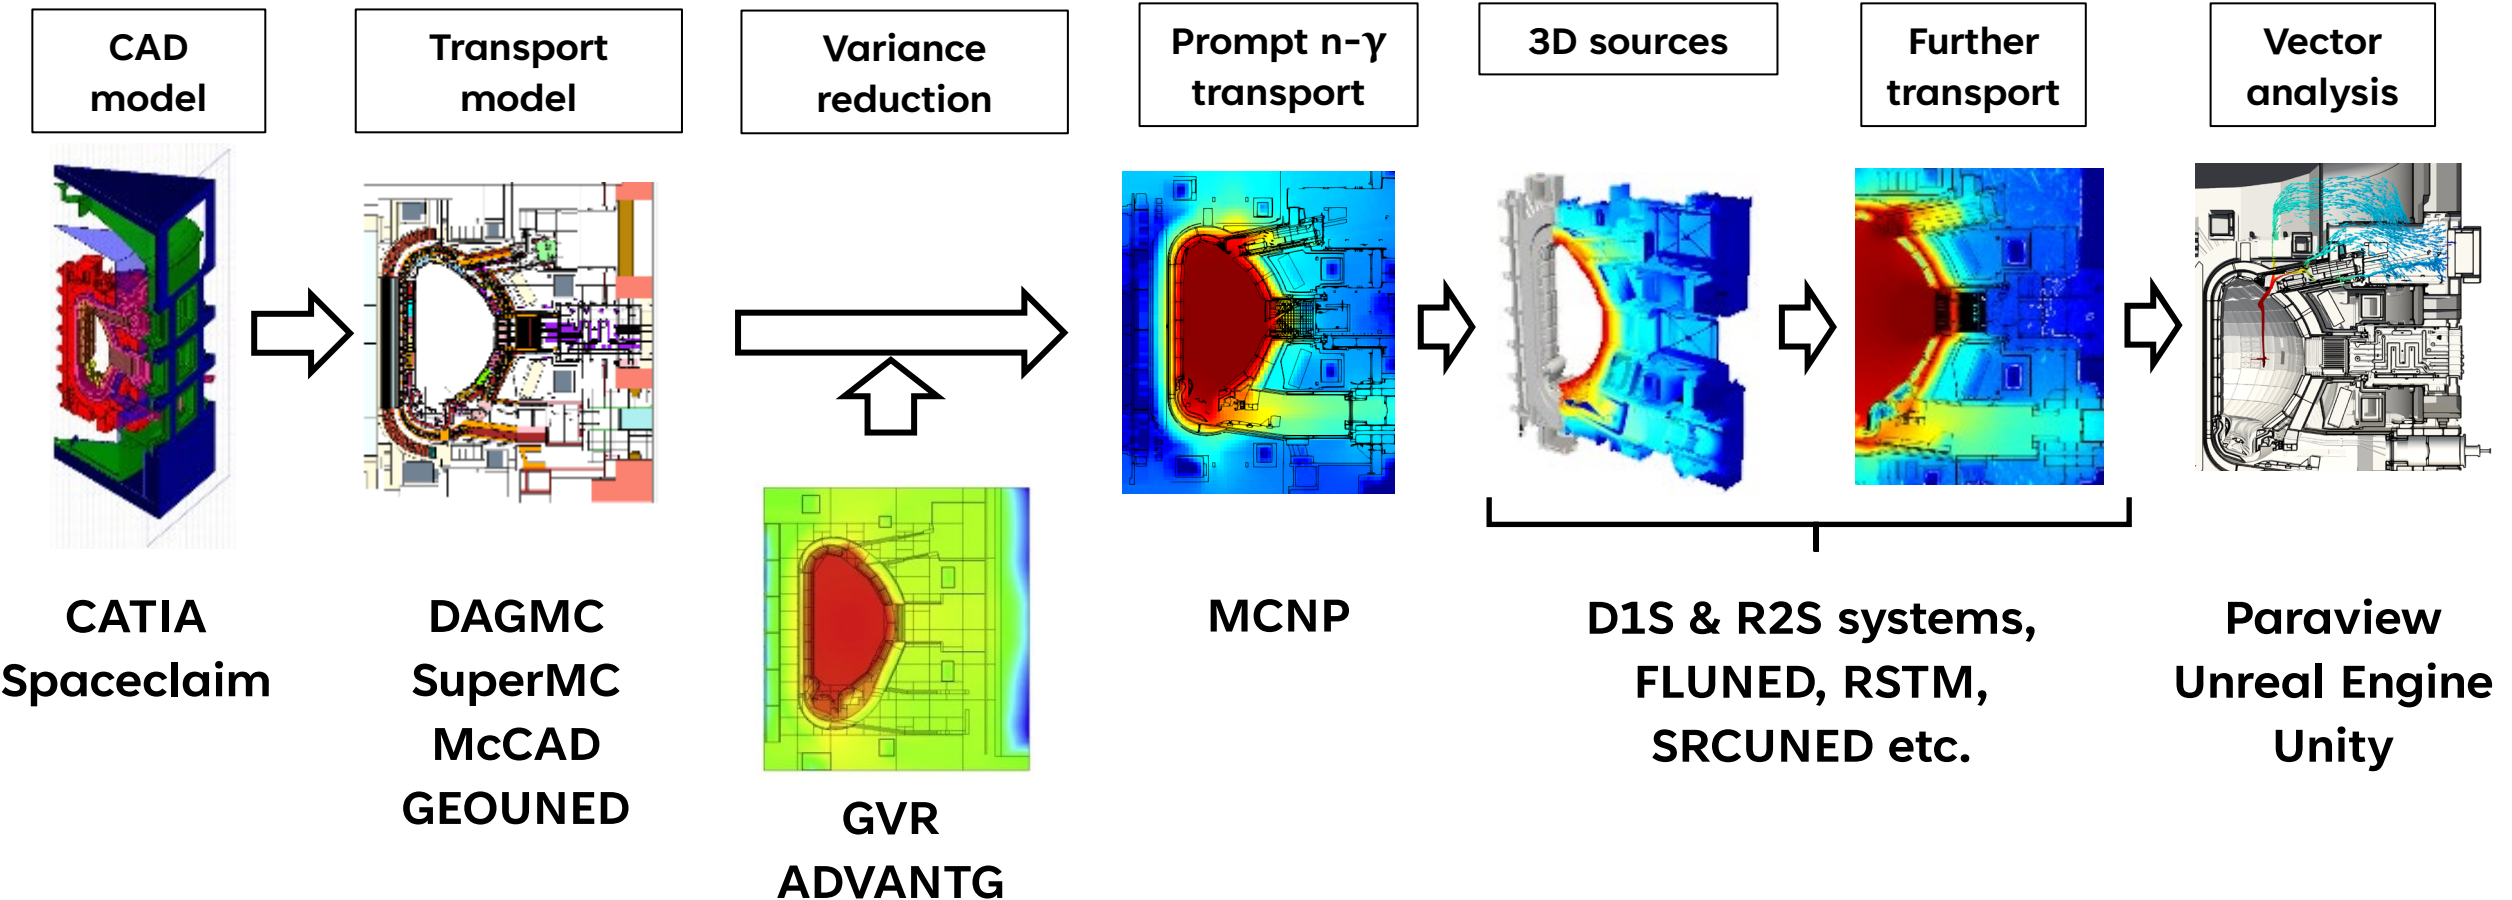 CAD
model
Transport
model
Variance
reduction
Prompt n-γ
transport
3D sources
Further
transport
Vector
analysis
CATIA
Spaceclaim
DAGMC
SuperMC
McCAD
GEOUNED
GVR
ADVANTG
MCNP
D1S & R2S systems,
FLUNED, RSTM,
SRCUNED etc.
Paraview
Unreal Engine
Unity